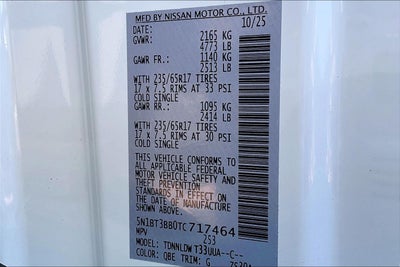 MFD BY NISSAN MOTOR CO., LTD.
DATE: 10/25
GVWR: 2165 KG
4773 LB
GAWR FR.: 1140 KG
2513 LB
WITH 235/65R17 TIRES
17 x 7.5 RIMS AT 33 PSI
COLD SINGLE
GAWR RR.: 1095 KG
2414 LB
WITH 235/65R17 TIRES
17 x 7.5 RIMS AT 30 PSI
COLD SINGLE
THIS VEHICLE CONFORMS TO
ALL APPLICABLE FEDERAL
MOTOR VEHICLE SAFETY AND
THEFT PREVENTION
STANDARDS IN EFFECT ON
THE DATE OF MANUFACTURE
SHOWN ABOVE.
5N1BT3BB0TC717464
MPV 2S3
MODEL: TDNNLDW T33UUA--C--
COLOR: QBE TRIM: G